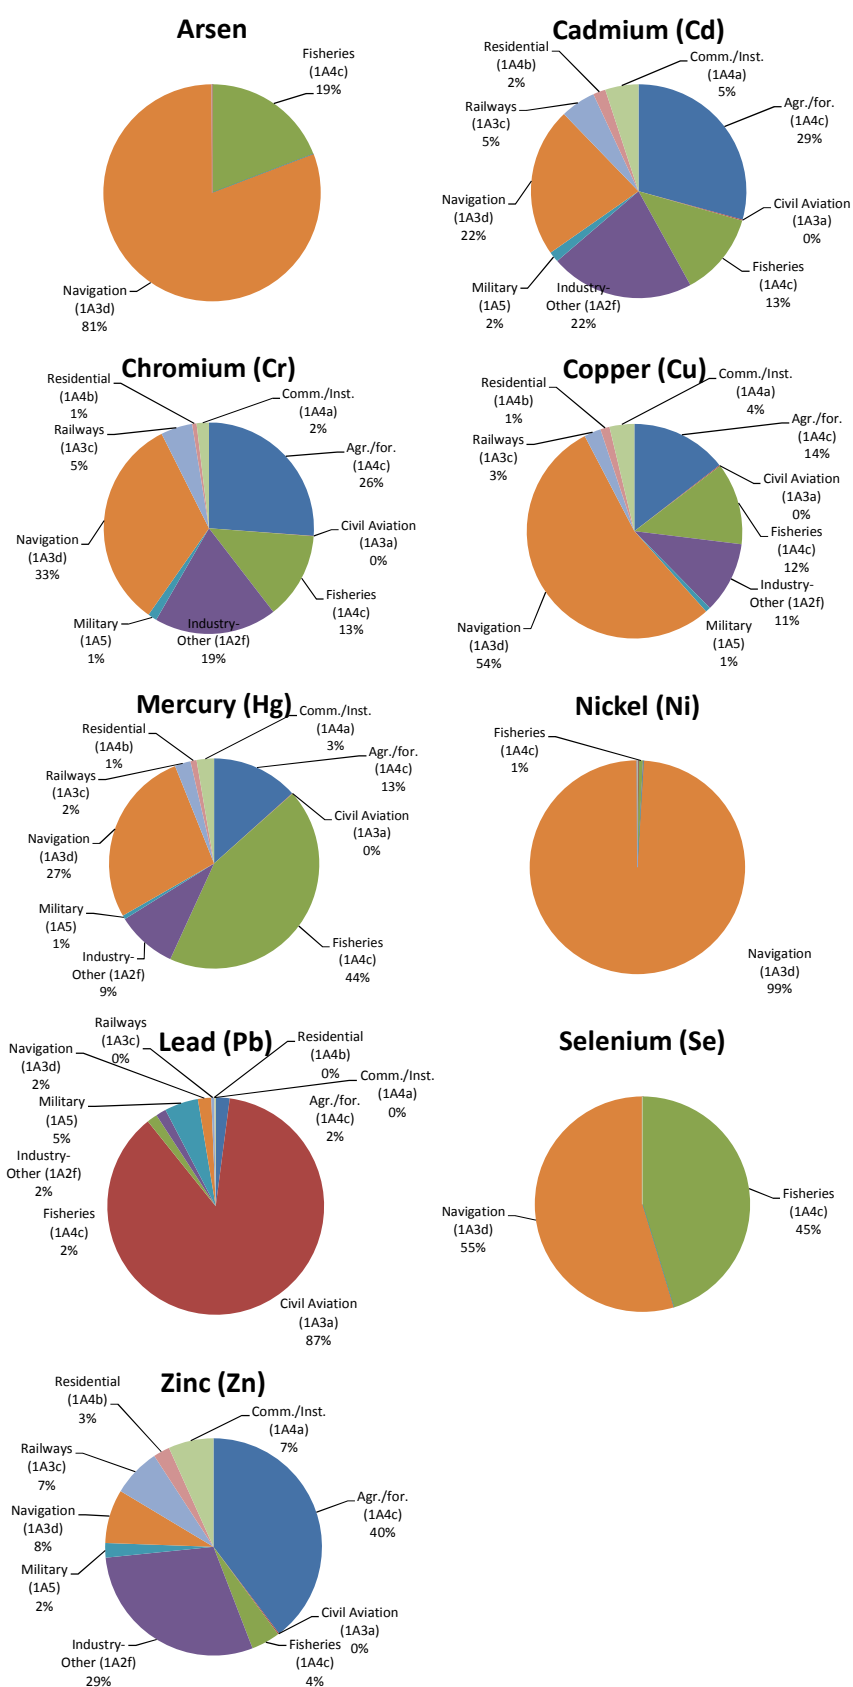 Arsen
Fisheries
(1A4c)
19%
Navigation
(1A3d)
81%
Cadmium (Cd)
Residential
(1A4b)
2%
Comm./Inst.
(1A4a)
5%
Agr./for.
(1A4c)
29%
Railways
(1A3c)
5%
Navigation
(1A3d)
22%
Civil Aviation
(1A3a)
0%
Fisheries
(1A4c)
13%
Military
(1A5)
2%
Industry-
Other (1A2f)
22%
Chromium (Cr)
Residential
(1A4b)
1%
Comm./Inst.
(1A4a)
2%
Railways
(1A3c)
5%
Agr./for.
(1A4c)
26%
Civil Aviation
(1A3a)
0%
Navigation
(1A3d)
33%
Fisheries
(1A4c)
13%
Military
(1A5)
1%
Industry-
Other (1A2f)
19%
Copper (Cu)
Residential
(1A4b)
1%
Comm./Inst.
(1A4a)
4%
Agr./for.
(1A4c)
14%
Railways
(1A3c)
3%
Civil Aviation
(1A3a)
0%
Fisheries
(1A4c)
12%
Industry-
Other (1A2f)
11%
Military
(1A5)
1%
Navigation
(1A3d)
54%
Mercury (Hg)
Comm./Inst.
(1A4a)
3%
Residential
(1A4b)
1%
Agr./for.
(1A4c)
13%
Railways
(1A3c)
2%
Civil Aviation
(1A3a)
0%
Navigation
(1A3d)
27%
Military
(1A5)
1%
Fisheries
(1A4c)
44%
Industry-
Other (1A2f)
9%
Nickel (Ni)
Fisheries
(1A4c)
1%
Navigation
(1A3d)
99%
Lead (Pb)
Railways
(1A3c)
0%
Residential
(1A4b)
0%
Navigation
(1A3d)
2%
Comm./Inst.
(1A4a)
0%
Military
(1A5)
5%
Agr./for.
(1A4c)
2%
Industry-
Other (1A2f)
2%
Fisheries
(1A4c)
2%
Civil Aviation
(1A3a)
87%
Selenium (Se)
Fisheries
(1A4c)
45%
Navigation
(1A3d)
55%
Zinc (Zn)
Residential
(1A4b)
3%
Comm./Inst.
(1A4a)
7%
Railways
(1A3c)
7%
Agr./for.
(1A4c)
40%
Navigation
(1A3d)
8%
Military
(1A5)
2%
Civil Aviation
(1A3a)
0%
Industry-
Other (1A2f)
29%
Fisheries
(1A4c)
4%